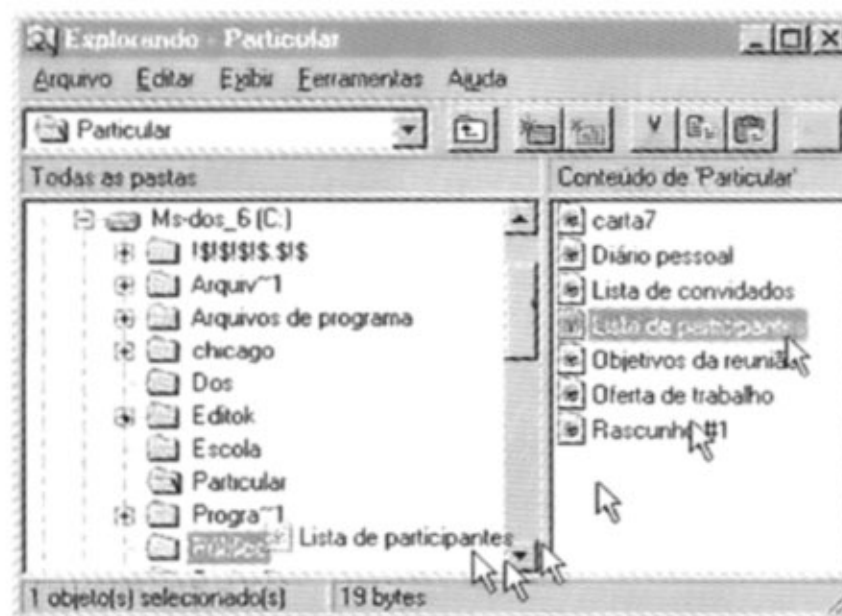 Explorando - Particular
Arquivo Editar Exibir Ferramentas Ajuda
Particular
Todas as pastas
Conteúdo de 'Particular'
Ms-dos_6 (C:)
!$!$!$!$.$!$
Arquiv~1
Arquivos de programa
chicago
Dos
Editok
Escola
Particular
Progra~1
Lista de participantes
carta7
Diário pessoal
Lista de convidados
Lista de participante
Objetivos da reunião
Oferta de trabalho
Rascunho #1
1 objeto(s) selecionado(s) 19 bytes